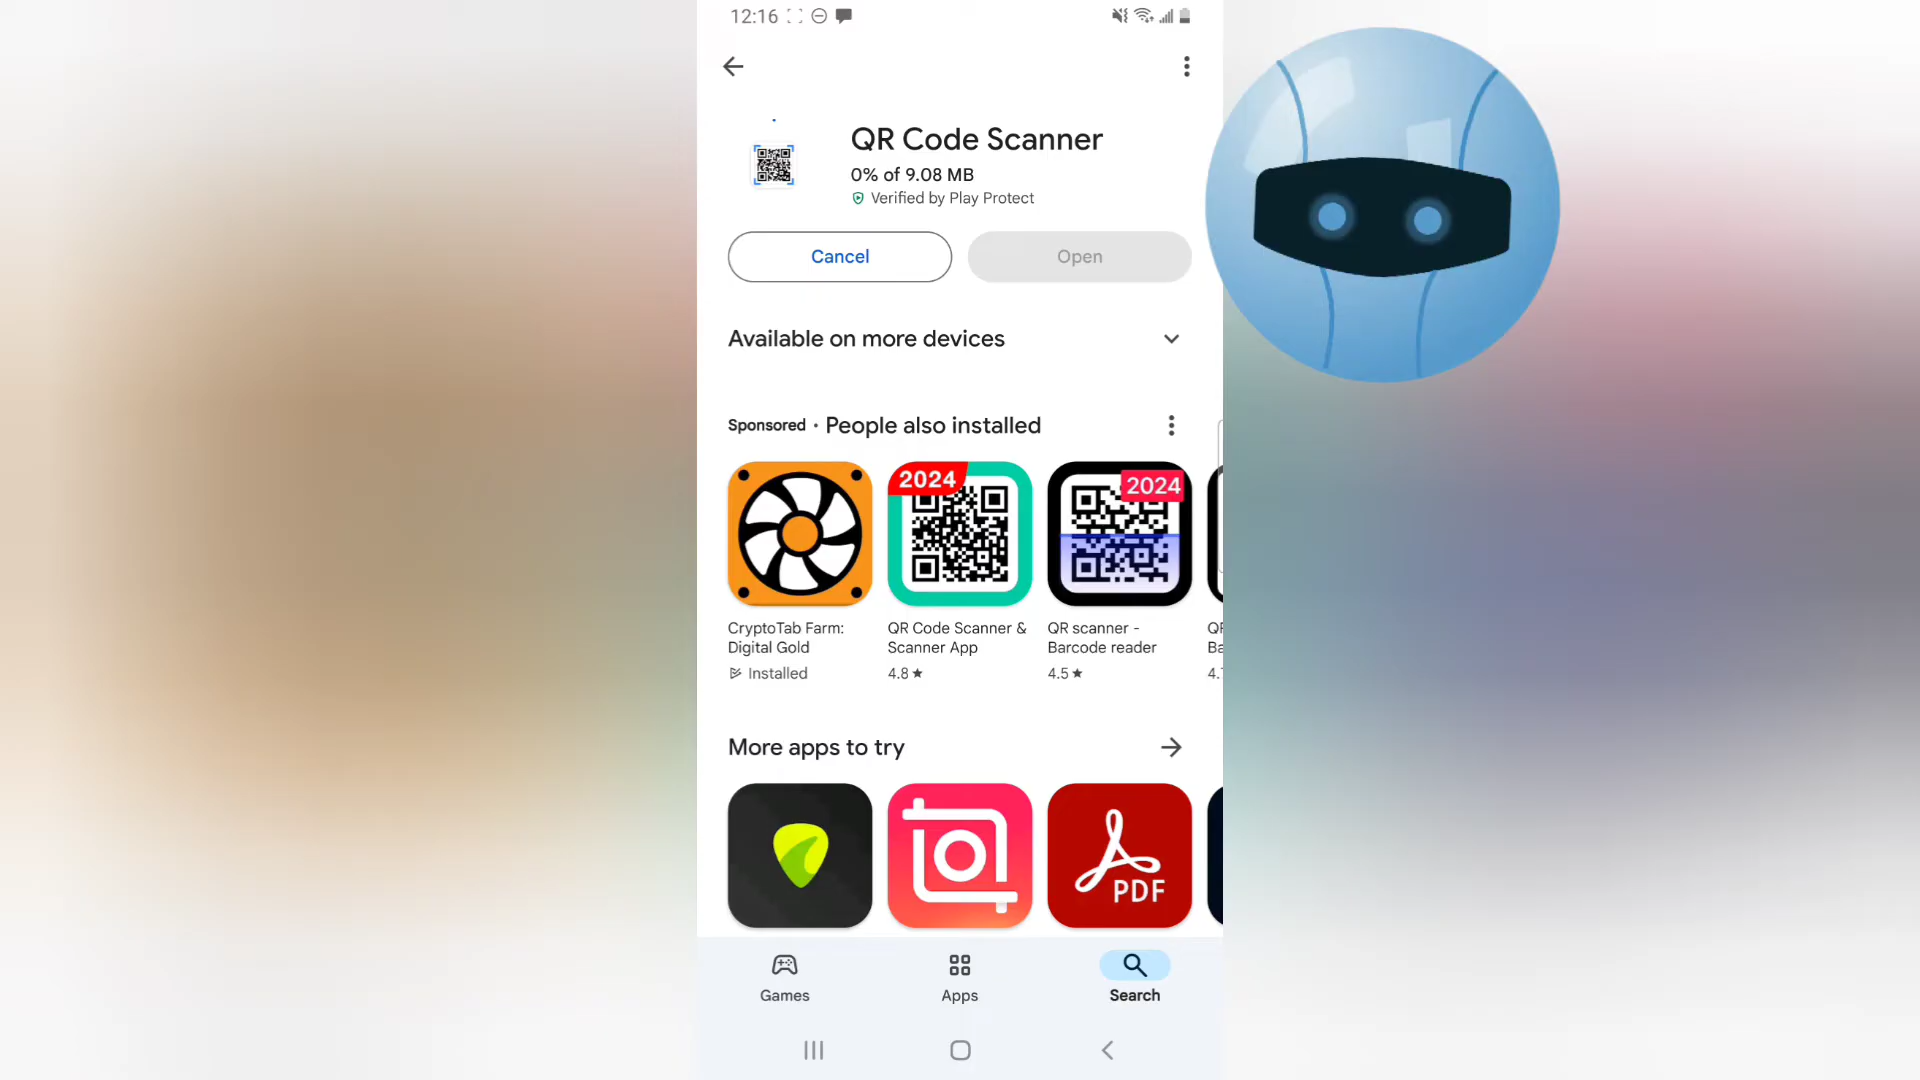 12:16
QR Code Scanner
0% of 9.08 MB
Verified by Play Protect
Cancel
Open
Available on more devices
Sponsored · People also installed
2024
2024
CryptoTab Farm:
Digital Gold
Installed
QR Code Scanner &
Scanner App
4.8★
QR scanner -
Barcode reader
4.5★
More apps to try
PDF
Games
Apps
Search